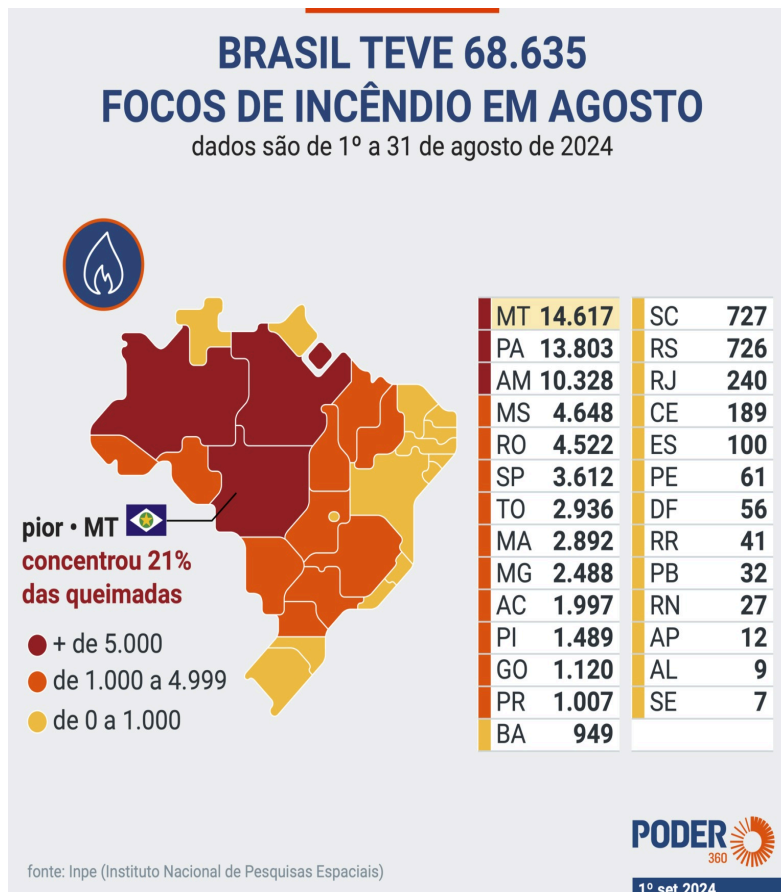 BRASIL TEVE 68.635
FOCOS DE INCÊNDIO EM AGOSTO
dados são de 1º a 31 de agosto de 2024
MT 14.617
PA 13.803
AM 10.328
MS 4.648
RO 4.522
SP 3.612
TO 2.936
MA 2.892
MG 2.488
AC 1.997
PI 1.489
GO 1.120
PR 1.007
BA 949
SC 727
RS 726
RJ 240
CE 189
ES 100
PE 61
DF 56
RR 41
PB 32
RN 27
AP 12
AL 9
SE 7
pior • MT
concentrou 21%
das queimadas
+ de 5.000
de 1.000 a 4.999
de 0 a 1.000
PODER
360
fonte: Inpe (Instituto Nacional de Pesquisas Espaciais)
1º set 2024